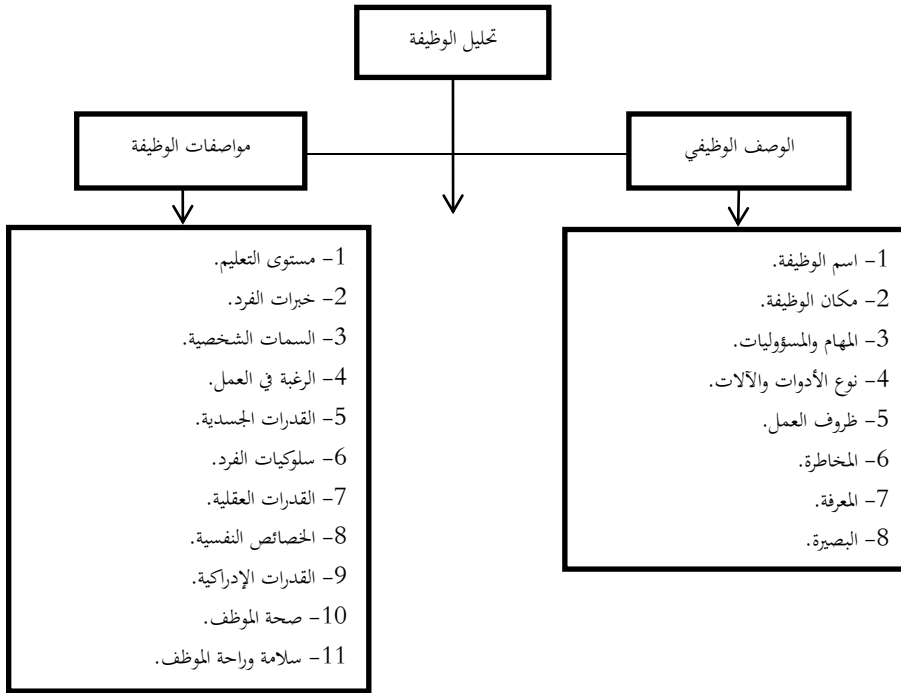 تحليل الوظيفة
الوصف الوظيفي
1- اسم الوظيفة.
2- مكان الوظيفة.
3- المهام والمسؤوليات.
4- نوع الأدوات والآلات.
5- ظروف العمل.
6- المخاطرة.
7- المعرفة.
8- البصيرة.
مواصفات الوظيفة
1- مستوى التعليم.
2- خبرات الفرد.
3- السمات الشخصية.
4- الرغبة في العمل.
5- القدرات الجسدية.
6- سلوكيات الفرد.
7- القدرات العقلية.
8- الخصائص النفسية.
9- القدرات الإدراكية.
10- صحة الموظف.
11- سلامة وراحة الموظف.